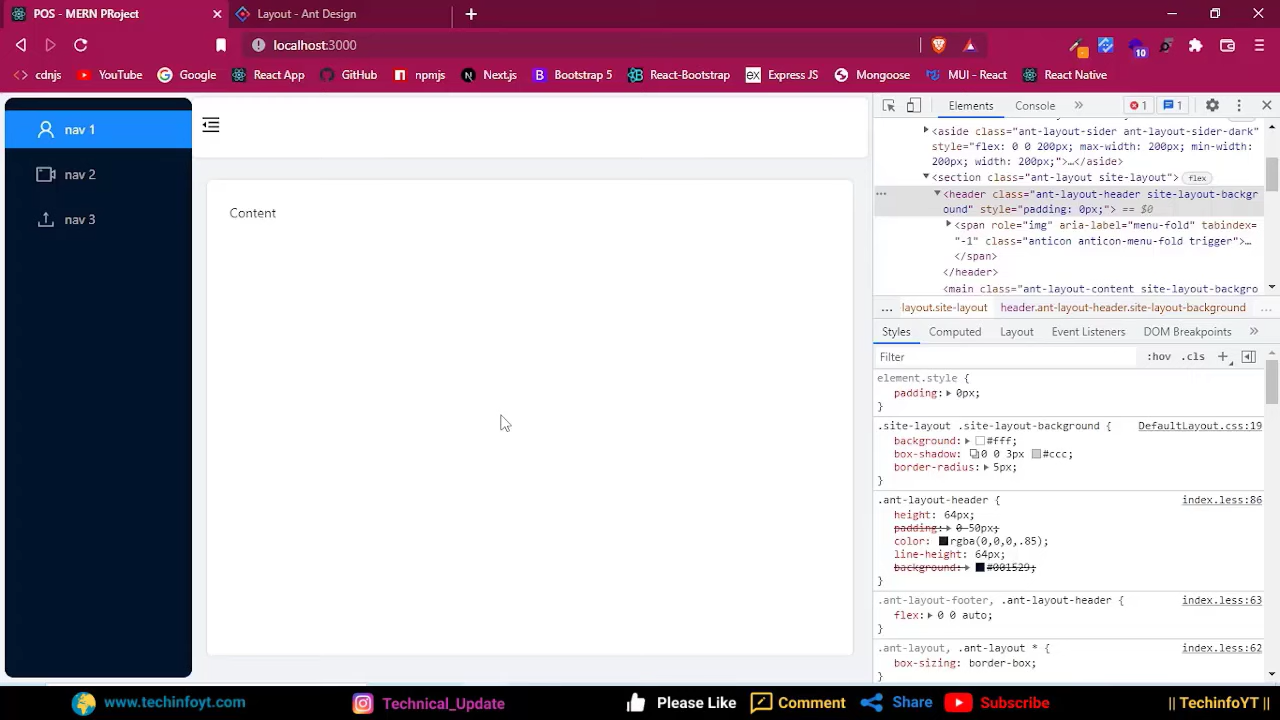 POS - MERN PRoject
Layout - Ant Design
localhost:3000
10
cdnjs YouTube Google React App GitHub npmjs Next.js Bootstrap 5 React-Bootstrap Express JS Mongoose MUI - React React Native
nav 1
nav 2
nav 3
Content
Elements Console » 1 1
<aside class="ant-layout-sider ant-layout-sider-dark"
style="flex: 0 0 200px; max-width: 200px; min-width:
200px; width: 200px;">…</aside>
<section class="ant-layout site-layout"> flex
<header class="ant-layout-header site-layout-backgr
ound" style="padding: 0px;"> == $0
<span role="img" aria-label="menu-fold" tabindex=
"-1" class="anticon anticon-menu-fold trigger">…
</span>
</header>
<main class="ant-layout-content site-layout-backgro
... layout.site-layout header.ant-layout-header.site-layout-background ...
Styles Computed Layout Event Listeners DOM Breakpoints »
Filter :hov .cls +
element.style {
padding: 0px;
}
.site-layout .site-layout-background { DefaultLayout.css:19
background: #fff;
box-shadow: 0 0 3px #ccc;
border-radius: 5px;
}
.ant-layout-header { index.less:86
height: 64px;
padding: 0 50px;
color: rgba(0,0,0,.85);
line-height: 64px;
background: #001529;
}
.ant-layout-footer, .ant-layout-header { index.less:63
flex: 0 0 auto;
}
.ant-layout, .ant-layout * { index.less:62
box-sizing: border-box;
}
www.techinfoyt.com Technical_Update Please Like Comment Share Subscribe || TechinfoYT ||